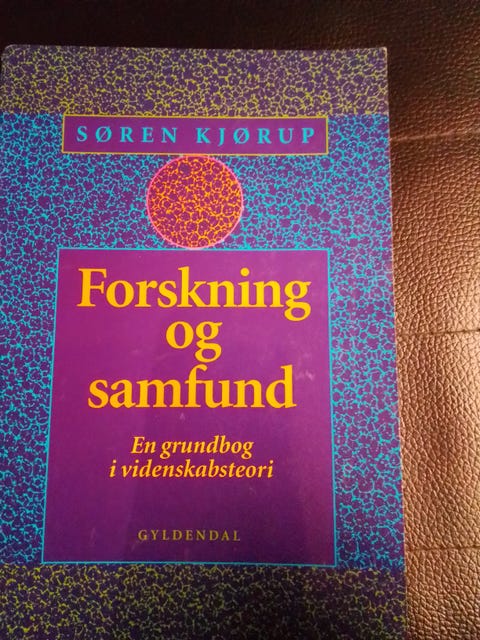 SØREN KJØRUP
Forskning
og
samfund
En grundbog
i videnskabsteori
GYLDENDAL